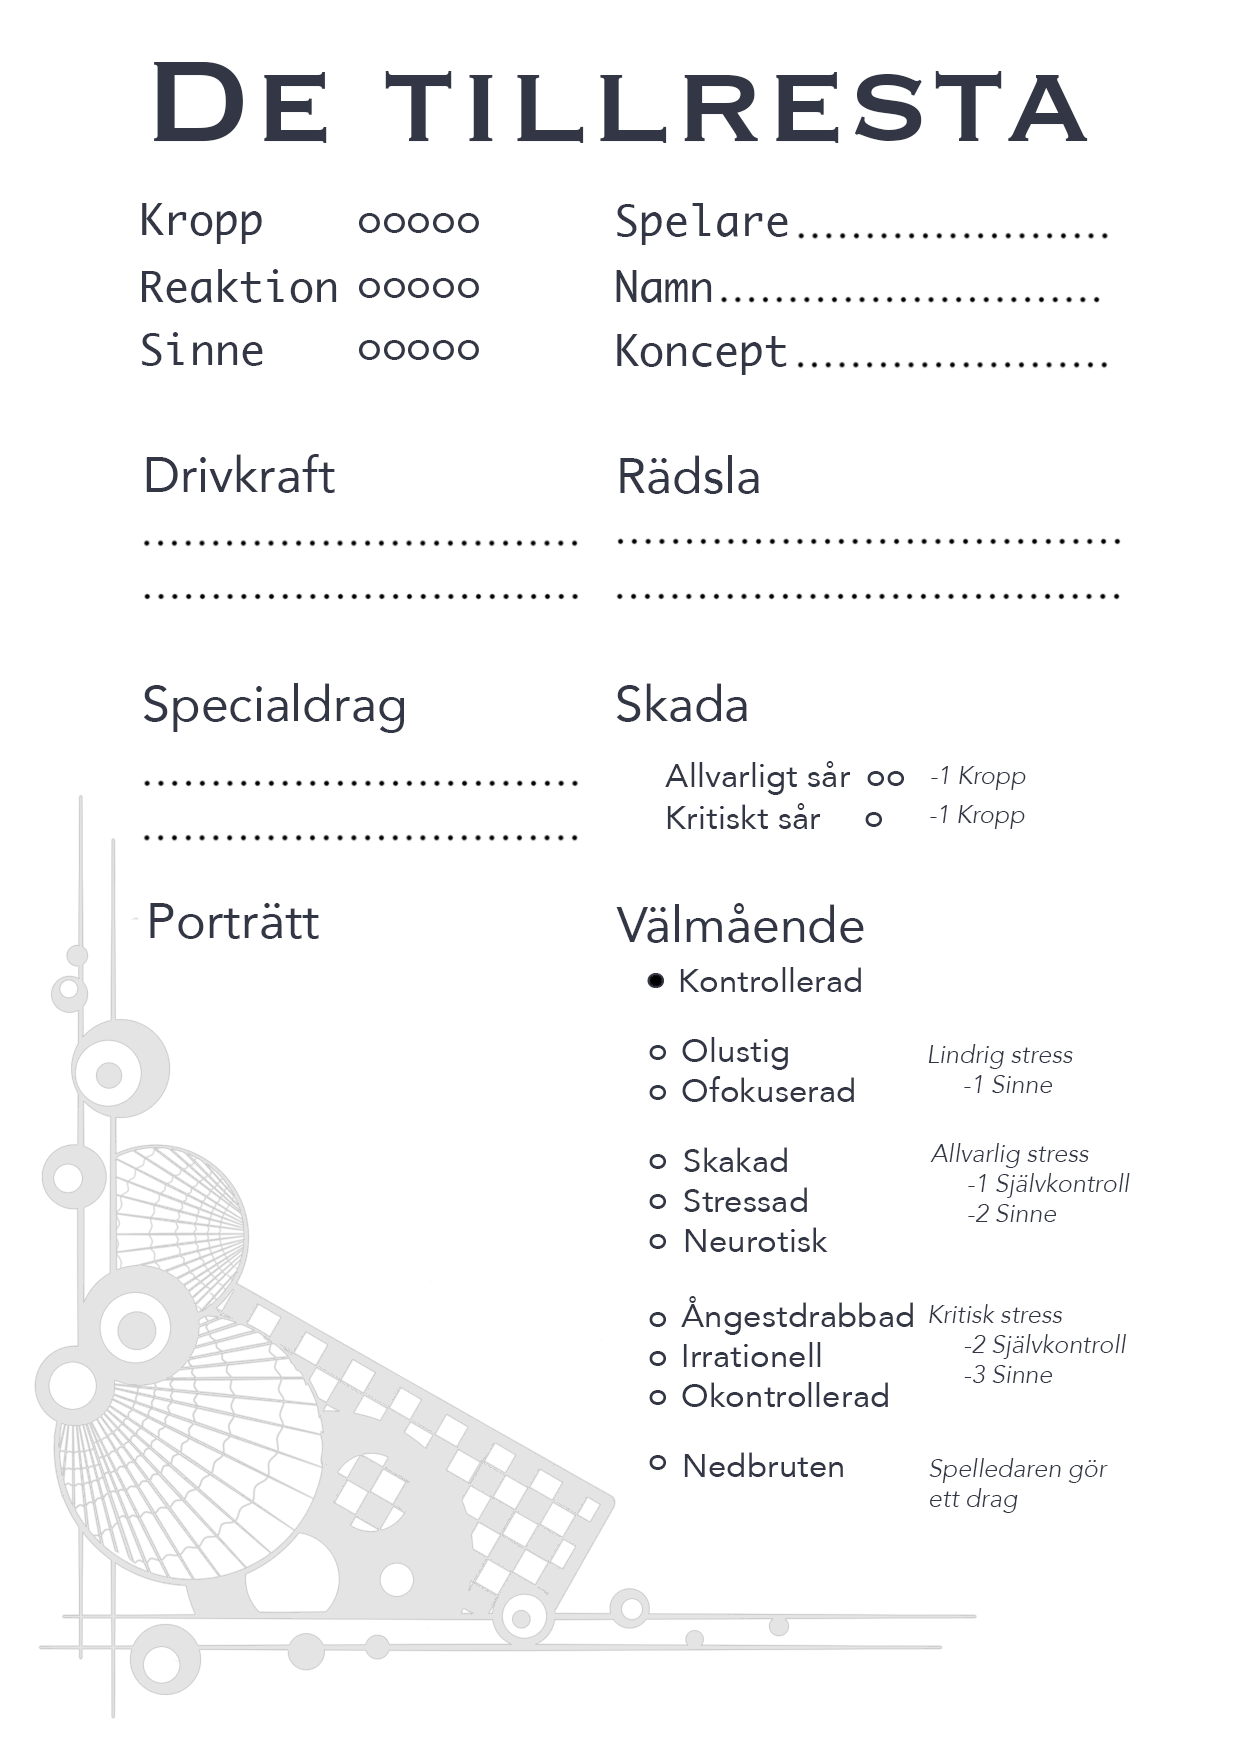 DE TILLRESTA
Kropp ooooo
Reaktion ooooo
Sinne ooooo
Spelare.......................
Namn............................
Koncept.......................
Drivkraft
................................
................................
Rädsla
.....................................
.....................................
Specialdrag
................................
................................
Skada
Allvarligt sår oo -1 Kropp
Kritiskt sår o -1 Kropp
Porträtt
Välmående
● Kontrollerad
o Olustig
o Ofokuserad
Lindrig stress
-1 Sinne
o Skakad
o Stressad
o Neurotisk
Allvarlig stress
-1 Självkontroll
-2 Sinne
o Ångestdrabbad
o Irrationell
o Okontrollerad
Kritisk stress
-2 Självkontroll
-3 Sinne
o Nedbruten
Spelledaren gör
ett drag